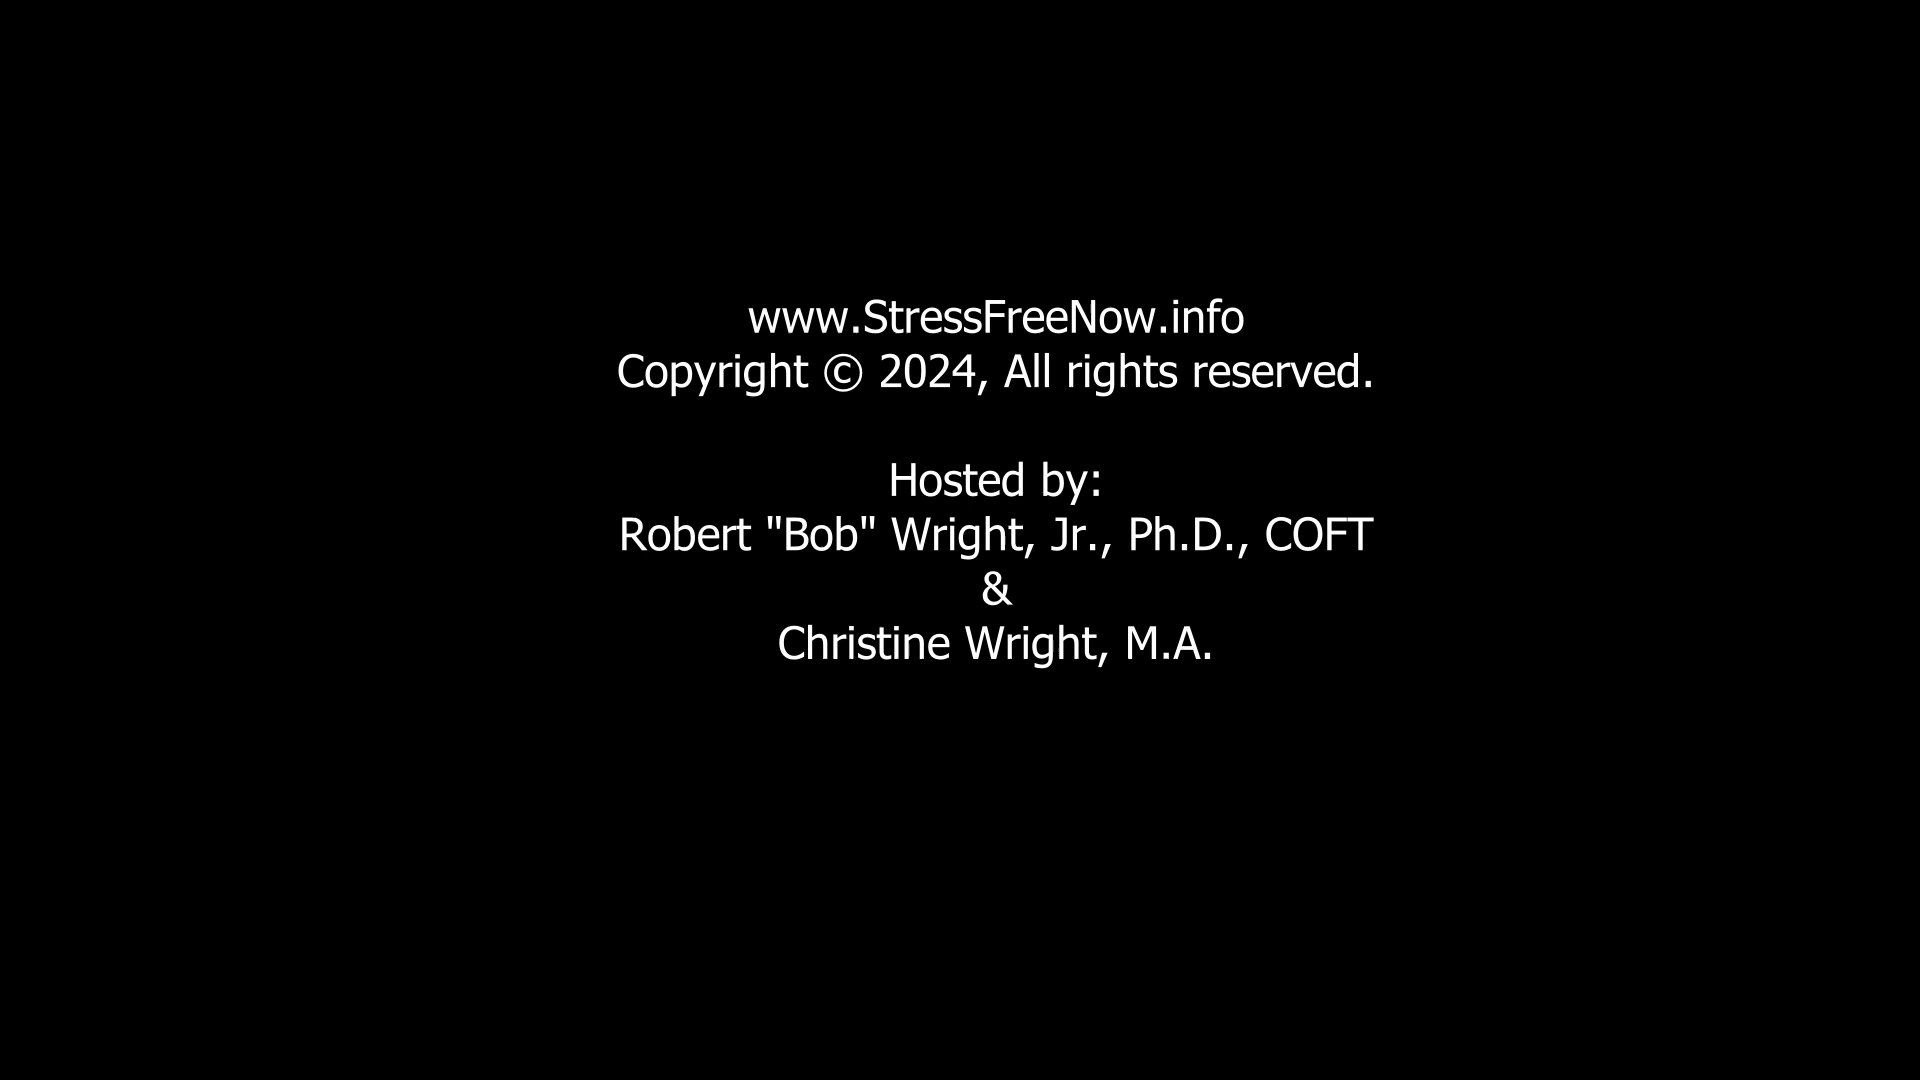 www.StressFreeNow.info
Copyright © 2024, All rights reserved.
Hosted by:
Robert "Bob" Wright, Jr., Ph.D., COFT
&
Christine Wright, M.A.